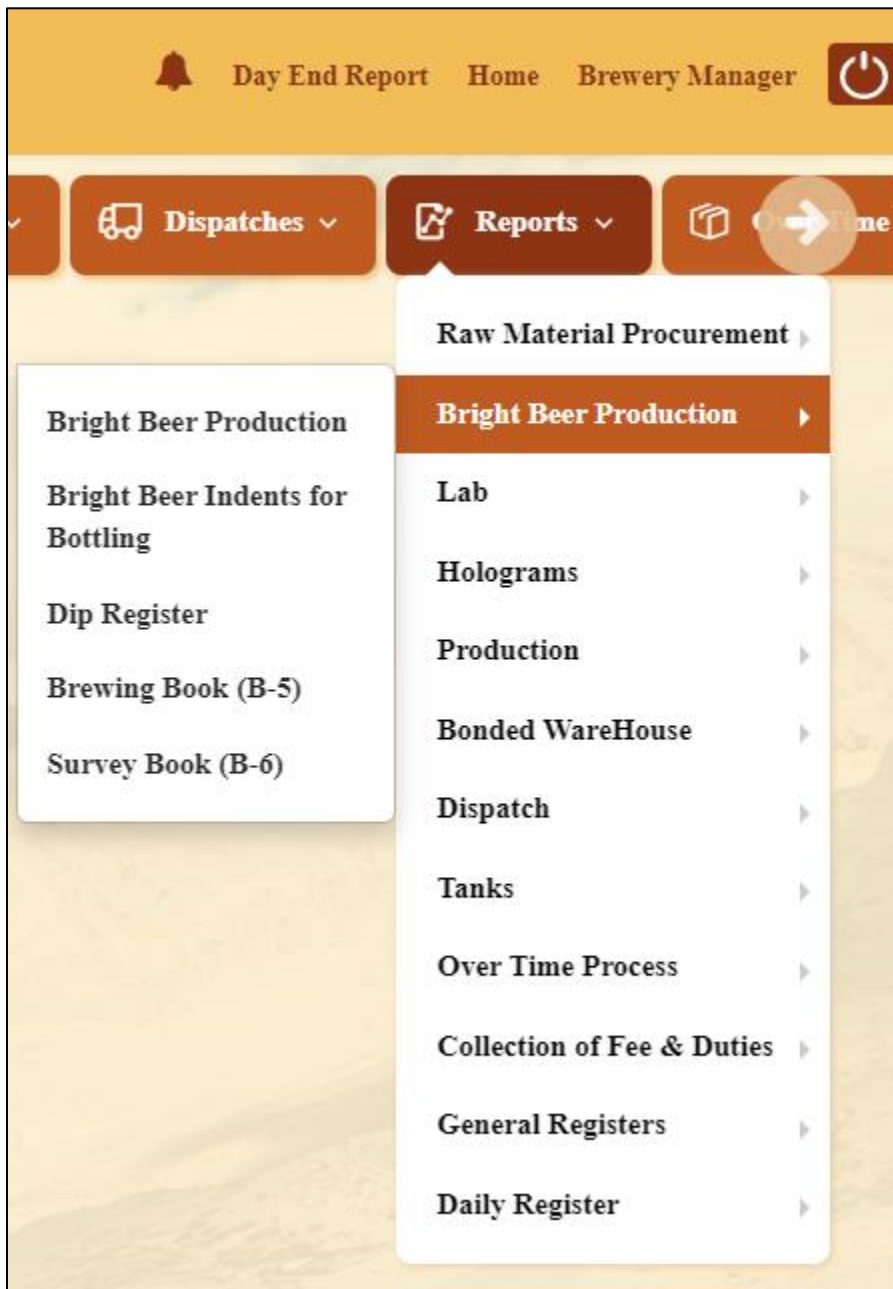 Day End Report Home Brewery Manager
Dispatches Reports me
Raw Material Procurement
Bright Beer Production
Lab
Holograms
Production
Bonded WareHouse
Dispatch
Tanks
Over Time Process
Collection of Fee & Duties
General Registers
Daily Register
Bright Beer Production
Bright Beer Indents for
Bottling
Dip Register
Brewing Book (B-5)
Survey Book (B-6)